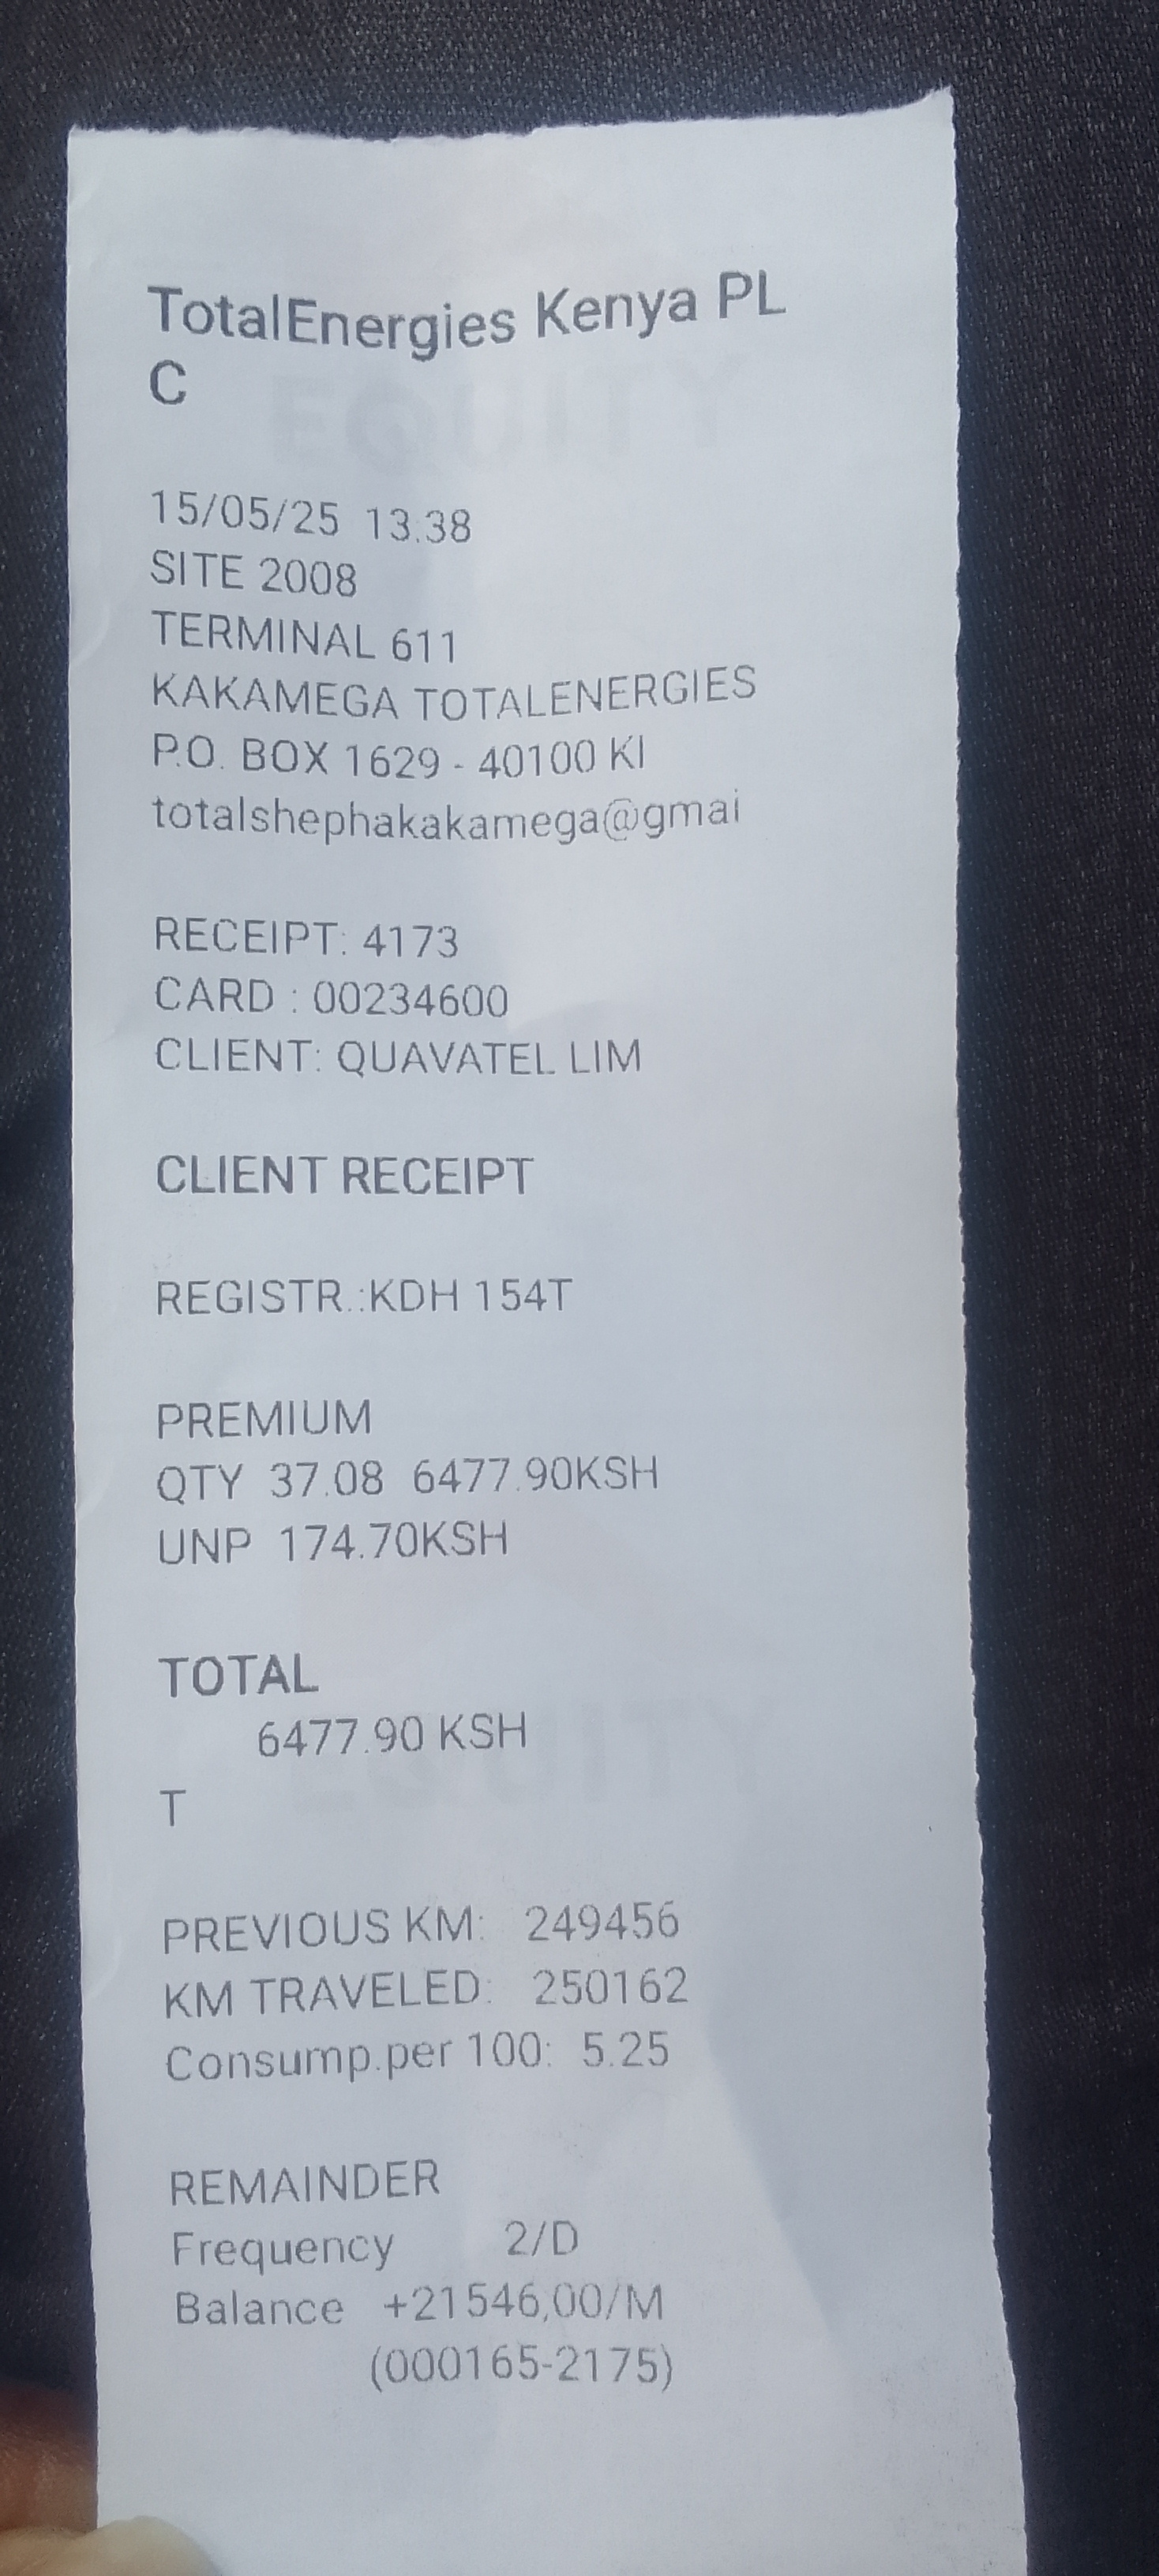 TotalEnergies Kenya PL
C
EQUITY
15/05/25 13:38
SITE 2008
TERMINAL 611
KAKAMEGA TOTALENERGIES
P.O. BOX 1629 - 40100 KI
totalshephakakamega@gmai
RECEIPT: 4173
CARD : 00234600
CLIENT: QUAVATEL LIM
CLIENT RECEIPT
REGISTR.:KDH 154T
PREMIUM
QTY 37.08 6477.90KSH
UNP 174.70KSH
TOTAL
6477.90 KSH
EQUITY
T
PREVIOUS KM: 249456
KM TRAVELED: 250162
Consump.per 100: 5.25
REMAINDER
Frequency 2/D
Balance +21546,00/M
(000165-2175)